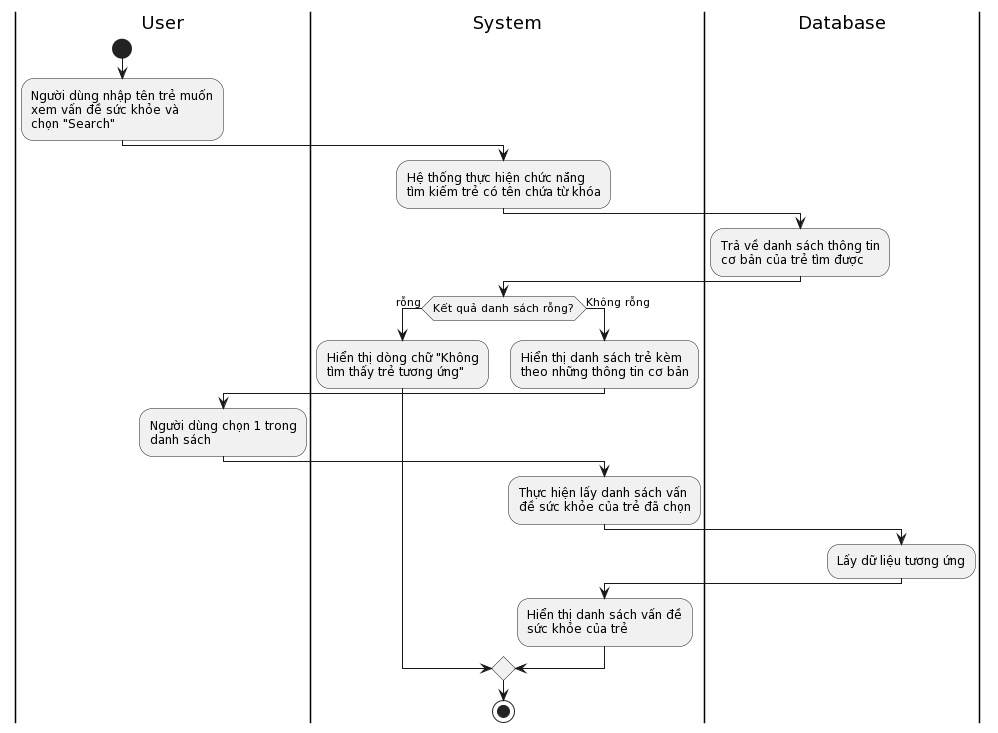 User
System
Database
Người dùng nhập tên trẻ muốn
xem vấn đề sức khỏe và
chọn "Search"
Hệ thống thực hiện chức năng
tìm kiếm trẻ có tên chứa từ khóa
Trả về danh sách thông tin
cơ bản của trẻ tìm được
rỗng
Kết quả danh sách rỗng?
Không rỗng
Hiển thị dòng chữ "Không
tìm thấy trẻ tương ứng"
Hiển thị danh sách trẻ kèm
theo những thông tin cơ bản
Người dùng chọn 1 trong
danh sách
Thực hiện lấy danh sách vấn
đề sức khỏe của trẻ đã chọn
Lấy dữ liệu tương ứng
Hiển thị danh sách vấn đề
sức khỏe của trẻ